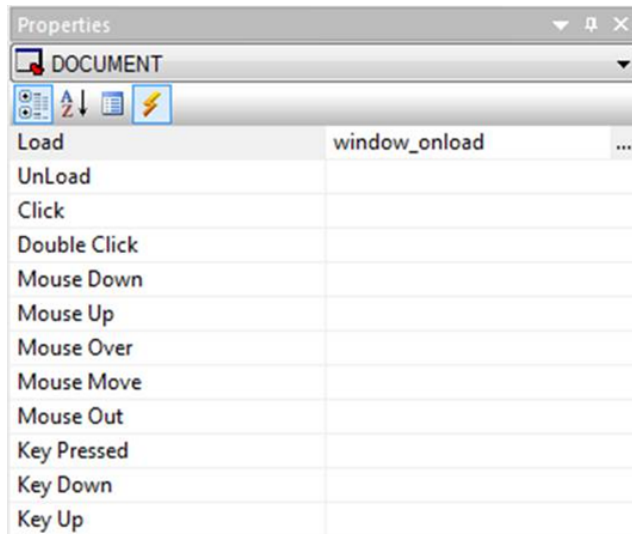 Properties
DOCUMENT
Load window_onload ...
UnLoad
Click
Double Click
Mouse Down
Mouse Up
Mouse Over
Mouse Move
Mouse Out
Key Pressed
Key Down
Key Up